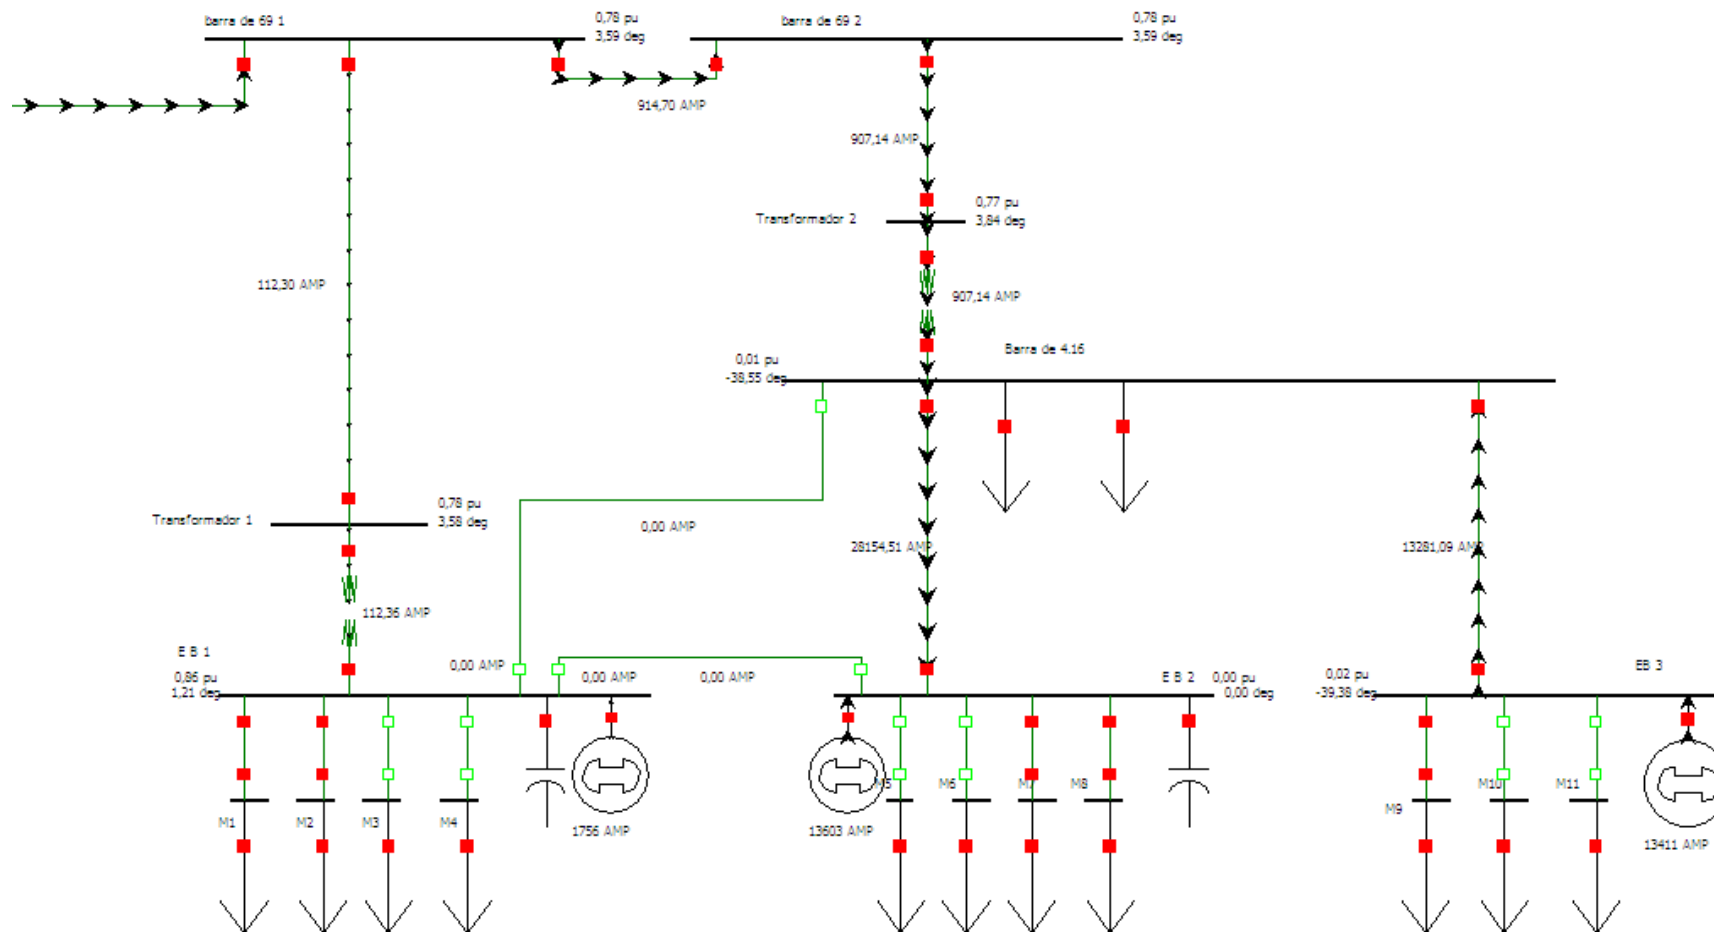 barra de 69 1
0,78 pu
3,59 deg
barra de 69 2
0,78 pu
3,59 deg
914,70 AMP
907,14 AMP
Transformador 2
0,77 pu
3,84 deg
112,30 AMP
907,14 AMP
Barra de 4.16
0,01 pu
-38,55 deg
Transformador 1
0,78 pu
3,58 deg
0,00 AMP
28154,51 AMP
13281,09 AMP
112,36 AMP
E B 1
0,86 pu
1,21 deg
0,00 AMP
0,00 AMP
0,00 AMP
E B 2
0,00 pu
0,00 deg
0,02 pu
-39,38 deg
EB 3
M1
M2
M3
M4
1756 AMP
13603 AMP
M5
M6
M7
M8
M9
M10
M11
13411 AMP